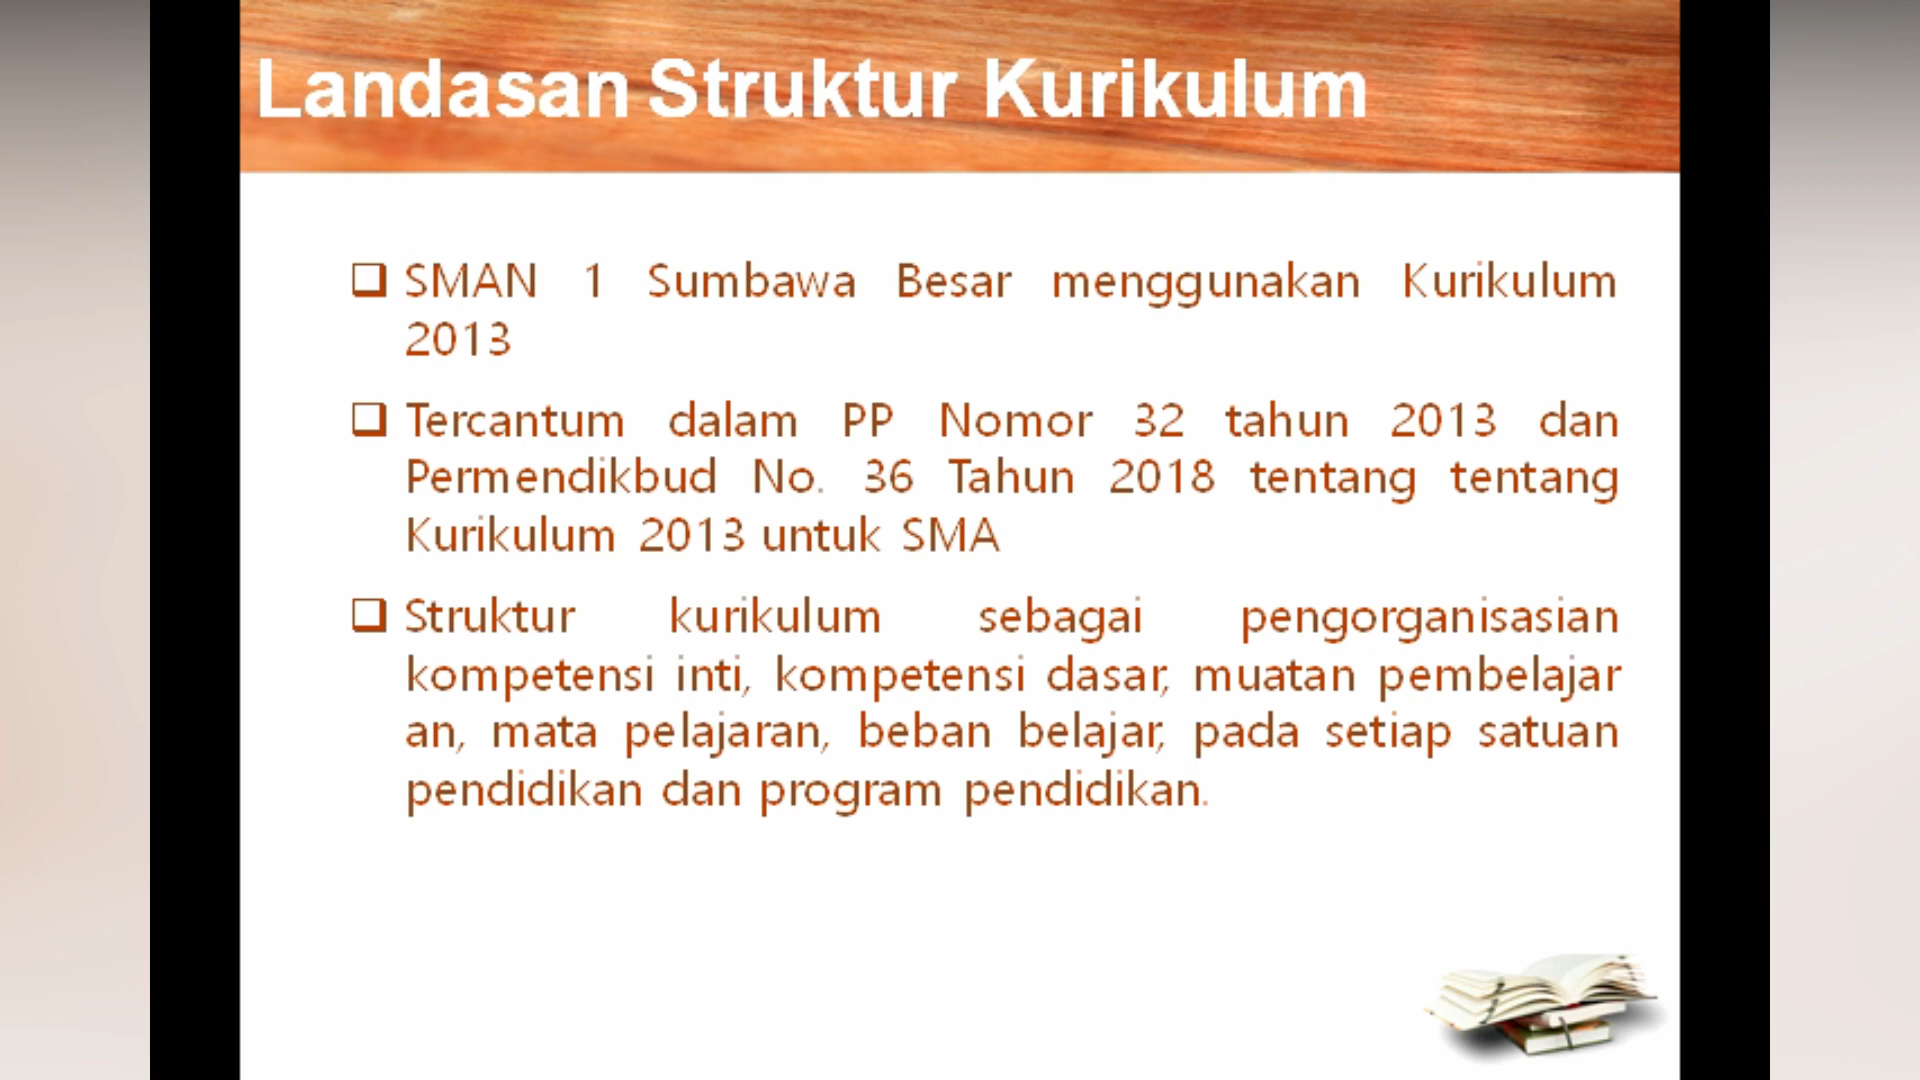 Landasan Struktur Kurikulum
SMAN 1 Sumbawa Besar menggunakan Kurikulum
2013
Tercantum dalam PP Nomor 32 tahun 2013 dan
Permendikbud No. 36 Tahun 2018 tentang tentang
Kurikulum 2013 untuk SMA
Struktur kurikulum sebagai pengorganisasian
kompetensi inti, kompetensi dasar, muatan pembelajar
an, mata pelajaran, beban belajar, pada setiap satuan
pendidikan dan program pendidikan.